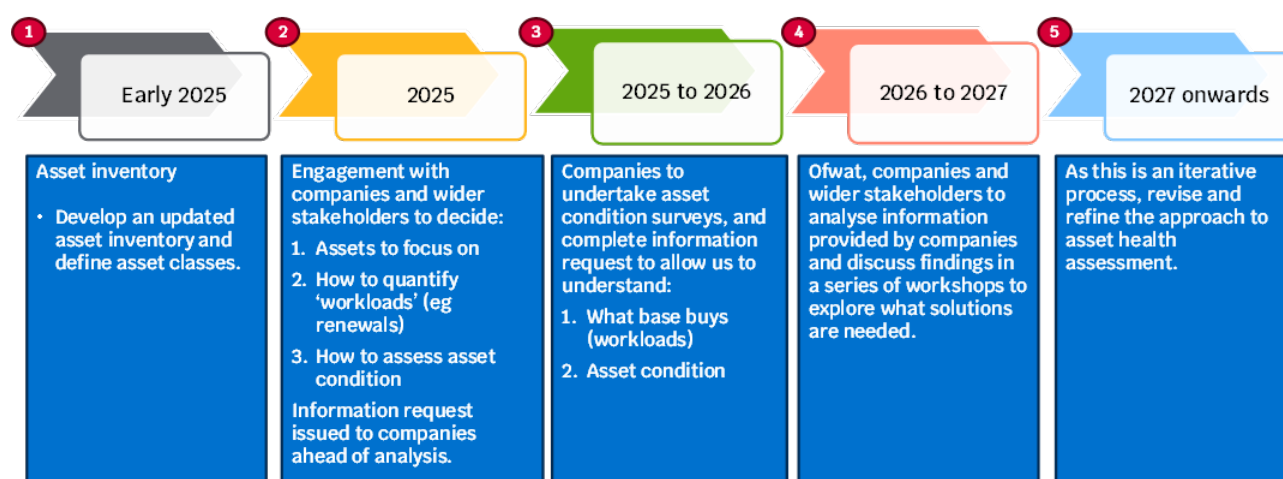 1
Early 2025
Asset inventory
• Develop an updated
asset inventory and
define asset classes.
2
2025
Engagement with
companies and wider
stakeholders to decide:
1. Assets to focus on
2. How to quantify
‘workloads’ (eg
renewals)
3. How to assess asset
condition
Information request
issued to companies
ahead of analysis.
3
2025 to 2026
Companies to
undertake asset
condition surveys, and
complete information
request to allow us to
understand:
1. What base buys
(workloads)
2. Asset condition
4
2026 to 2027
Ofwat, companies and
wider stakeholders to
analyse information
provided by companies
and discuss findings in
a series of workshops to
explore what solutions
are needed.
5
2027 onwards
As this is an iterative
process, revise and
refine the approach to
asset health
assessment.